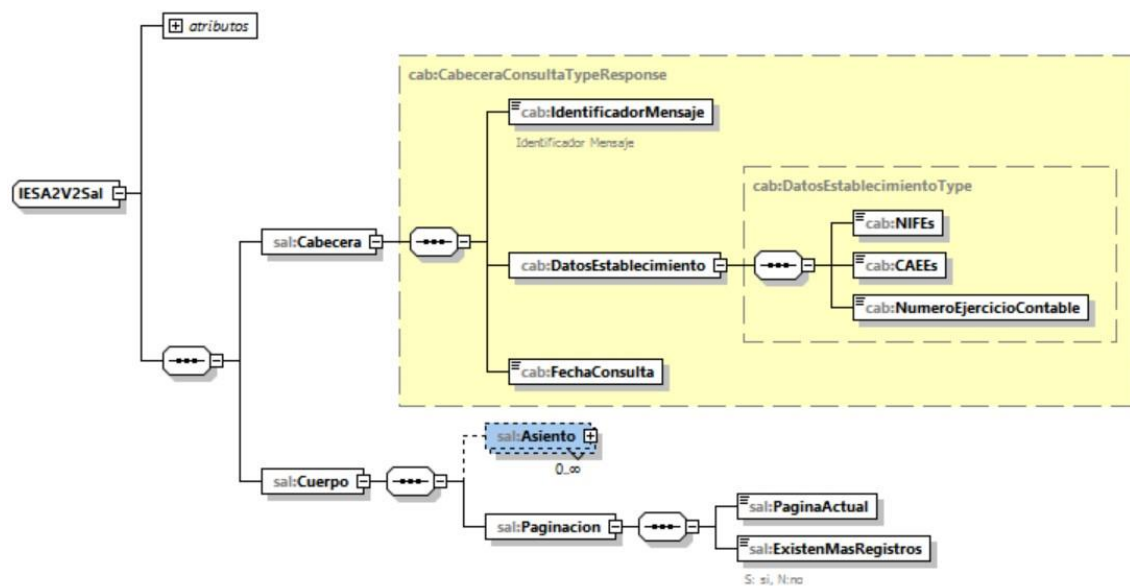 atributos
cab:CabeceraConsultaTypeResponse
cab:IdentificadorMensaje
Identificador Mensaje
IESA2V2Sal
cab:DatosEstablecimientoType
cab:NIFEs
sal:Cabecera
cab:DatosEstablecimiento
cab:CAEEs
cab:NumeroEjercicioContable
cab:FechaConsulta
sal:Asiento
0..∞
sal:Cuerpo
sal:Paginacion
sal:PaginaActual
sal:ExistenMasRegistros
S: si, N:no